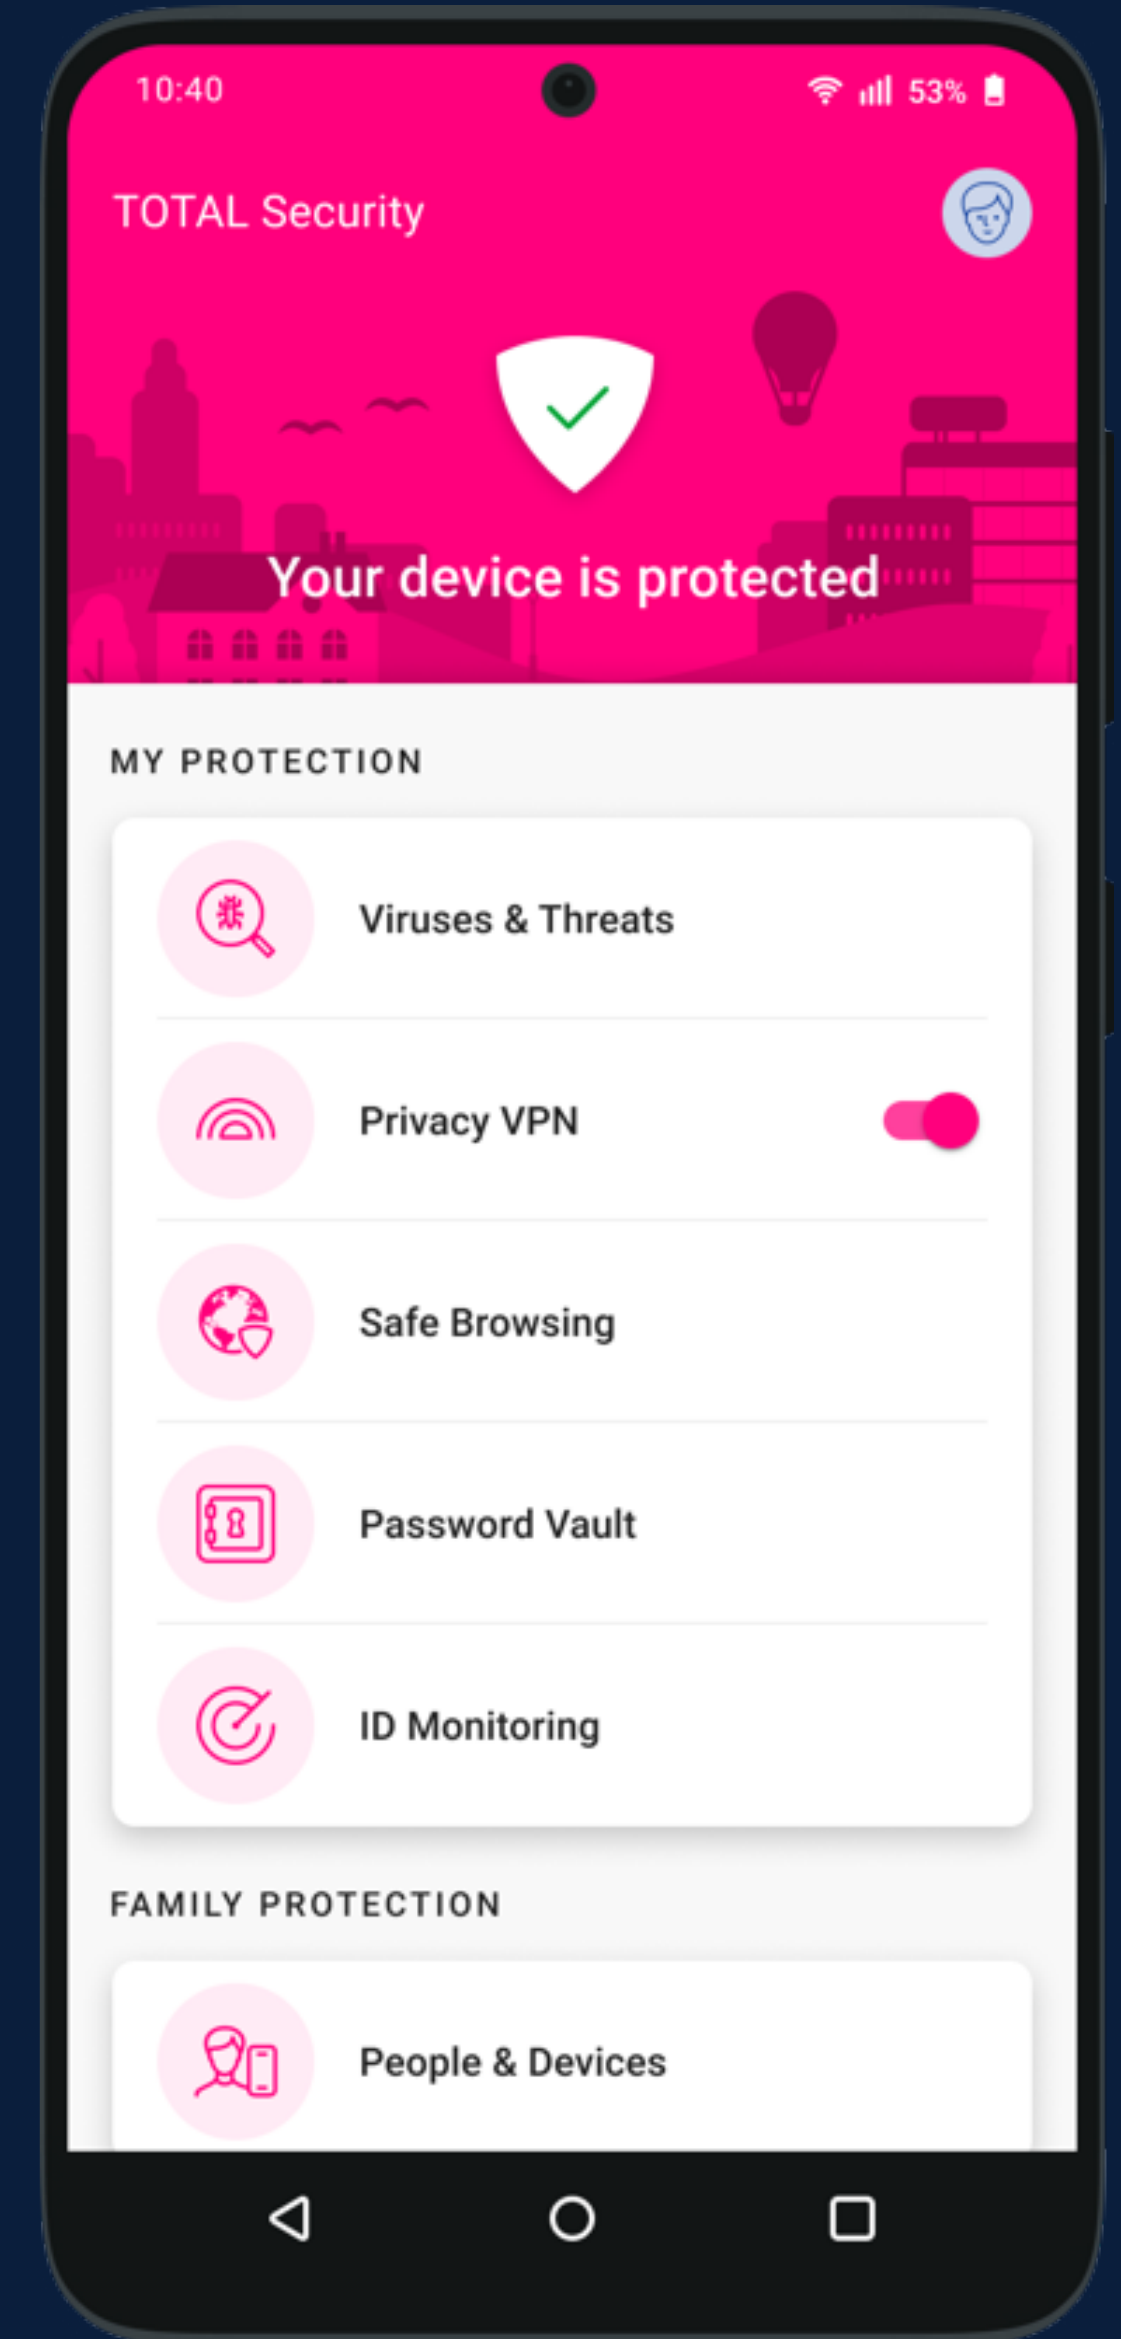 10:40
53%
TOTAL Security
Your device is protected
MY PROTECTION
Viruses & Threats
Privacy VPN
Safe Browsing
Password Vault
ID Monitoring
FAMILY PROTECTION
People & Devices